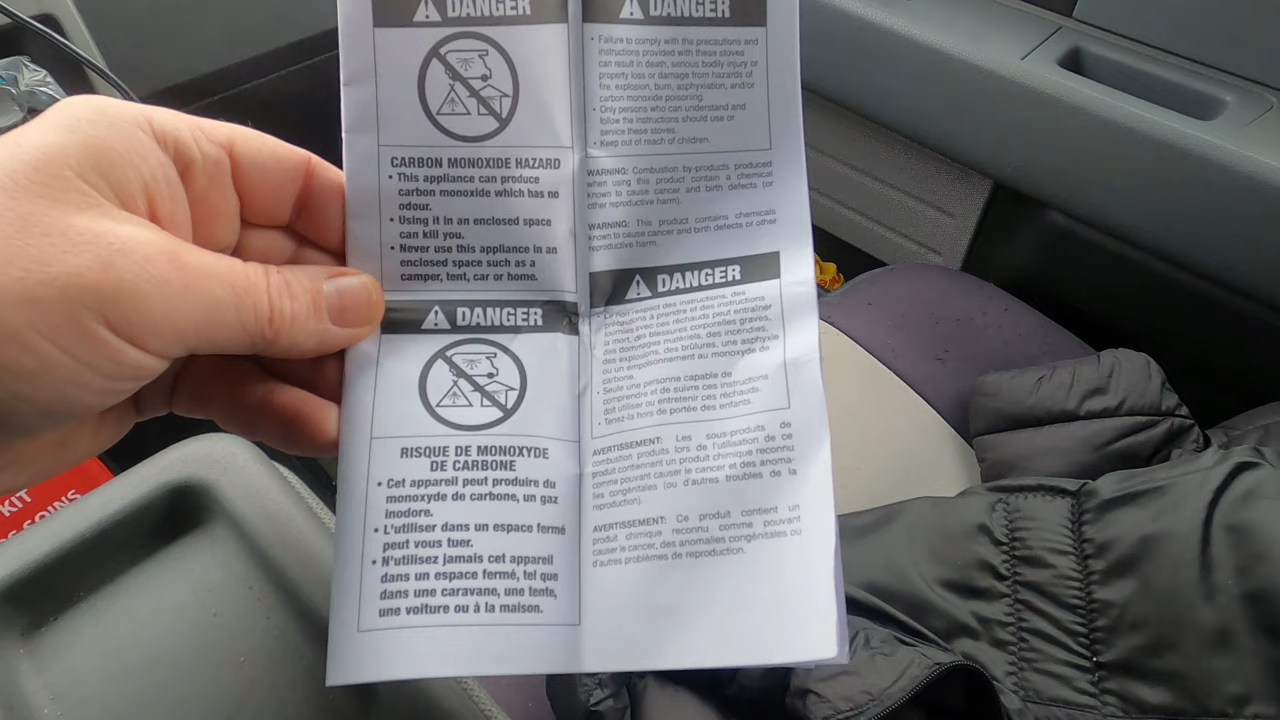 DANGER
CARBON MONOXIDE HAZARD
• This appliance can produce
carbon monoxide which has no
odour.
• Using it in an enclosed space
can kill you.
• Never use this appliance in an
enclosed space such as a
camper, tent, car or home.
DANGER
RISQUE DE MONOXYDE
DE CARBONE
• Cet appareil peut produire du
monoxyde de carbone, un gaz
inodore.
• L'utiliser dans un espace fermé
peut vous tuer.
• N'utilisez jamais cet appareil
dans un espace fermé, tel que
dans une caravane, une tente,
une voiture ou à la maison.
DANGER
• Failure to comply with the precautions and
instructions provided with these stoves
can result in death, serious bodily injury or
property loss or damage from hazards of
fire, explosion, burn, asphyxiation, and/or
carbon monoxide poisoning.
• Only persons who can understand and
follow the instructions should use or
service these stoves.
• Keep out of reach of children.
WARNING: Combustion by-products produced
when using this product contain a chemical
known to cause cancer and birth defects (or
other reproductive harm).
WARNING: This product contains chemicals
known to cause cancer and birth defects or other
reproductive harm.
DANGER
• Le non-respect des instructions, des
précautions à prendre et des instructions
fournies avec ces réchauds peut entraîner
la mort, des blessures corporelles graves,
des dommages matériels, des incendies,
des explosions, des brûlures, une asphyxie
ou un empoisonnement au monoxyde de
carbone.
• Seule une personne capable de
comprendre et de suivre ces instructions
doit utiliser ou entretenir ces réchauds.
• Tenez-la hors de portée des enfants.
AVERTISSEMENT: Les sous-produits de
combustion produits lors de l'utilisation de ce
produit contiennent un produit chimique reconnu
comme pouvant causer le cancer et des anoma-
lies congénitales (ou d'autres troubles de la
reproduction).
AVERTISSEMENT: Ce produit contient un
produit chimique reconnu comme pouvant
causer le cancer, des anomalies congénitales ou
d'autres problèmes de reproduction.
KIT
SOINS